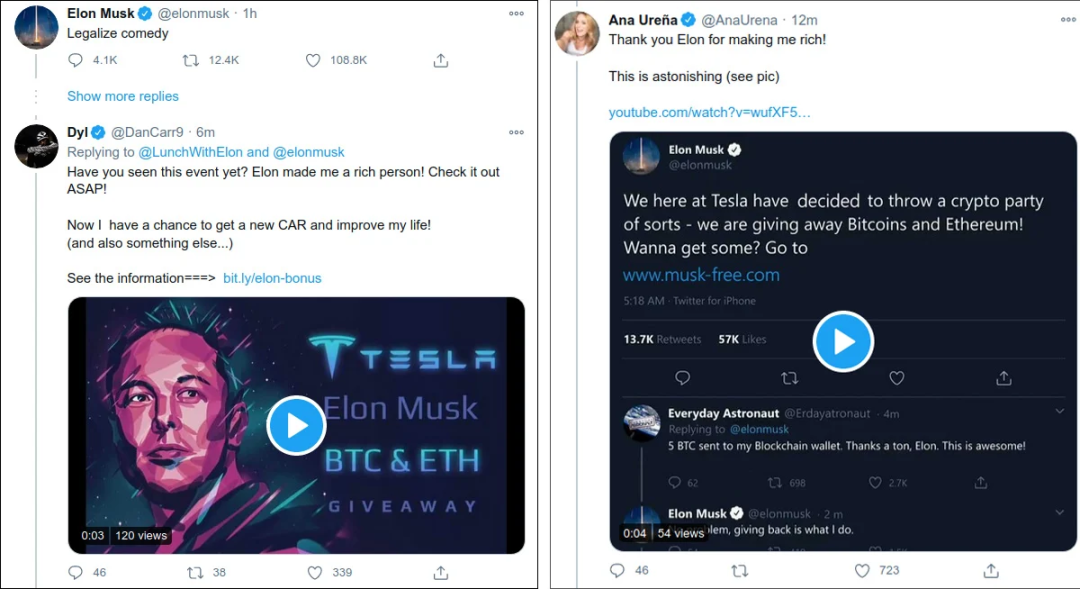 Elon Musk @elonmusk · 1h
Legalize comedy
4.1K 12.4K 108.8K
Show more replies
Dyl @DanCarr9 · 6m
Replying to @LunchWithElon and @elonmusk
Have you seen this event yet? Elon made me a rich person! Check it out
ASAP!
Now I have a chance to get a new CAR and improve my life!
(and also something else...)
See the information===> bit.ly/elon-bonus
TESLA
Elon Musk
BTC & ETH
GIVEAWAY
0:03 120 views
46 38 339
Ana Ureña @AnaUrena · 12m
Thank you Elon for making me rich!
This is astonishing (see pic)
youtube.com/watch?v=wufXF5…
Elon Musk
@elonmusk
We here at Tesla have decided to throw a crypto party
of sorts - we are giving away Bitcoins and Ethereum!
Wanna get some? Go to
www.musk-free.com
5:18 AM · Twitter for iPhone
13.7K Retweets 57K Likes
Everyday Astronaut @Erdayatronaut · 4m
Replying to @elonmusk
5 BTC sent to my Blockchain wallet. Thanks a ton, Elon. This is awesome!
62 698 2.7K
Elon Musk @elonmusk · 2 m
giving back is what I do.
0:04 54 views
46 723